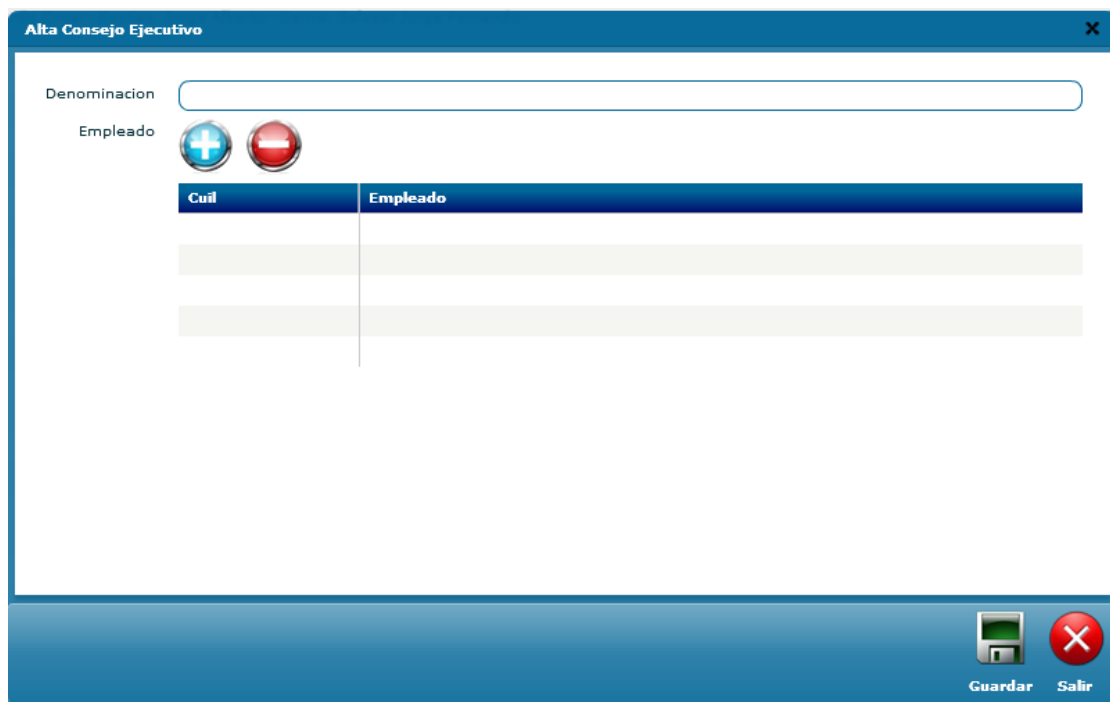 Alta Consejo Ejecutivo
Denominacion
Empleado
Cuil Empleado
Guardar Salir